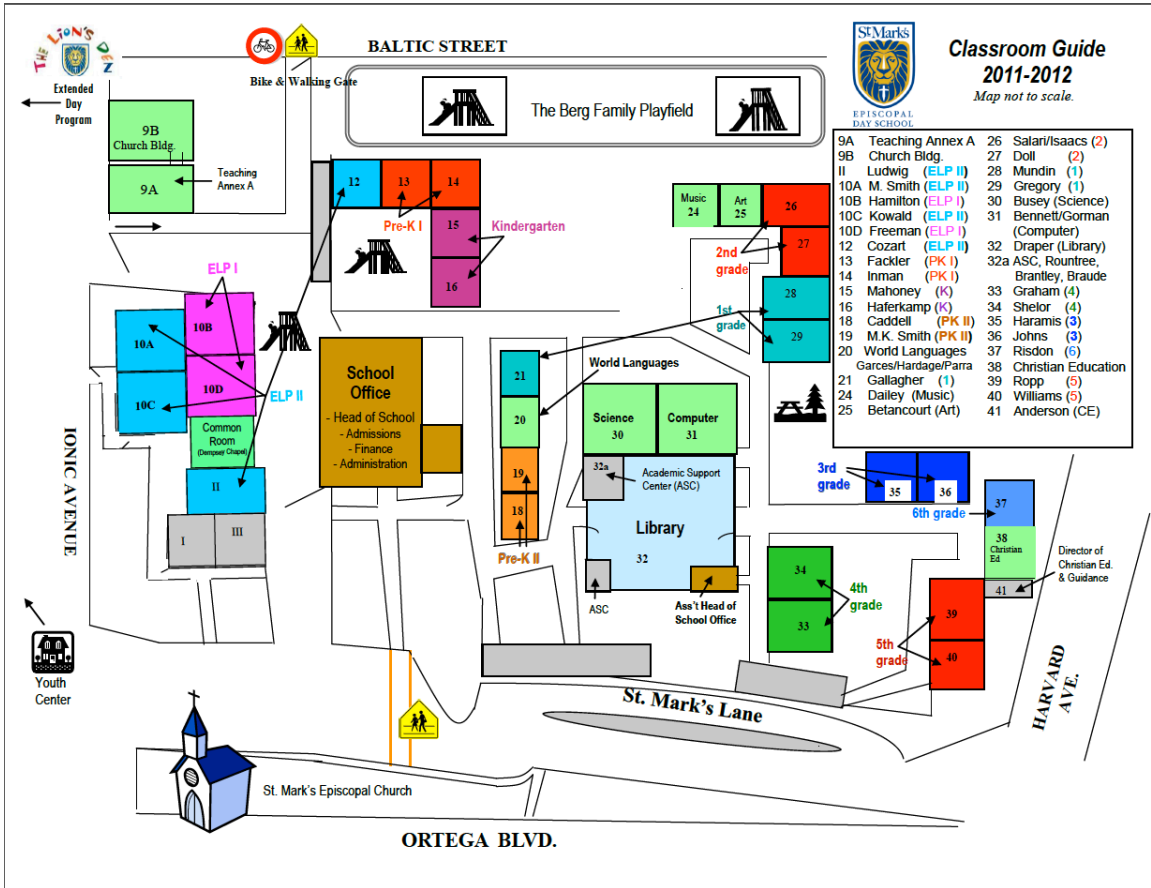 THE LION'S DEN
Extended
Day
Program
BALTIC STREET
Bike & Walking Gate
The Berg Family Playfield
St. Mark's
EPISCOPAL
DAY SCHOOL
Classroom Guide
2011-2012
Map not to scale.
9A Teaching Annex A
9B Church Bldg.
II Ludwig (ELP II)
10A M. Smith (ELP II)
10B Hamilton (ELP I)
10C Kowald (ELP II)
10D Freeman (ELP I)
12 Cozart (ELP II)
13 Fackler (PK I)
14 Inman (PK I)
15 Mahoney (K)
16 Haferkamp (K)
18 Caddell (PK II)
19 M.K. Smith (PK II)
20 World Languages
Garces/Hardage/Parra
21 Gallagher (1)
24 Dailey (Music)
25 Betancourt (Art)
26 Salari/Isaacs (2)
27 Doll (2)
28 Mundin (1)
29 Gregory (1)
30 Busey (Science)
31 Bennett/Gorman
(Computer)
32 Draper (Library)
32a ASC, Rountree,
Brantley, Braude
33 Graham (4)
34 Shelor (4)
35 Haramis (3)
36 Johns (3)
37 Risdon (6)
38 Christian Education
39 Ropp (5)
40 Williams (5)
41 Anderson (CE)
9B
Church Bldg.
9A
Teaching
Annex A
12
13
14
Pre-K I
15
16
Kindergarten
Music
24
Art
25
26
27
2nd
grade
28
29
1st
grade
ELP I
10B
10A
10D
10C
ELP II
Common
Room
(Dempsey Chapel)
II
I
III
School
Office
- Head of School
- Admissions
- Finance
- Administration
21
20
19
18
World Languages
Pre-K II
Science
30
Computer
31
32a
Academic Support
Center (ASC)
Library
32
ASC
Ass't Head of
School Office
3rd
grade
35
36
6th grade
37
38
Christian
Ed
41
Director of
Christian Ed.
& Guidance
34
33
4th
grade
39
40
5th
grade
IONIC AVENUE
HARVARD
AVE.
Youth
Center
St. Mark's Lane
St. Mark's Episcopal Church
ORTEGA BLVD.